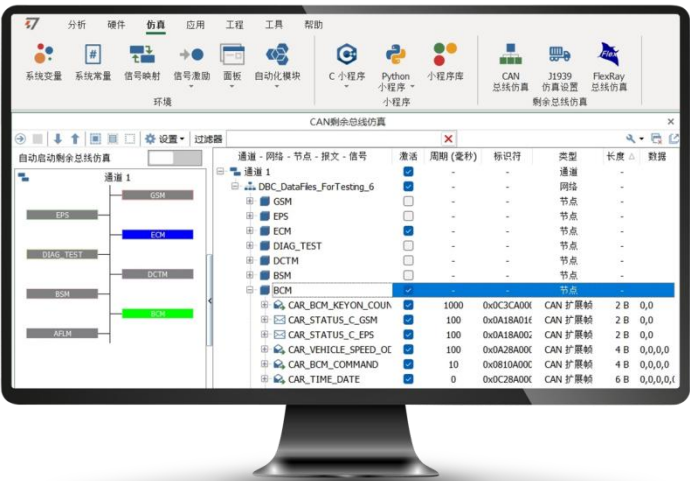 分析 硬件 仿真 应用 工程 工具 帮助
系统变量 系统常量 信号映射 信号激励 面板 自动化模块 C 小程序 Python 小程序 小程序库 CAN 总线仿真 J1939 仿真设置 FlexRay 总线仿真
环境 小程序 剩余总线仿真
CAN剩余总线仿真
设置 过滤器
自动启动剩余总线仿真
通道 1
GSM
EPS
ECM
DIAG_TEST
DCTM
BSM
BCM
AFLM
通道 - 网络 - 节点 - 报文 - 信号 激活 周期 (毫秒) 标识符 类型 长度 数据
通道 1 - - 通道 -
DBC_DataFiles_ForTesting_6 - - 网络 -
GSM - - 节点 -
EPS - - 节点 -
ECM - - 节点 -
DIAG_TEST - - 节点 -
DCTM - - 节点 -
BSM - - 节点 -
BCM - - 节点 -
CAR_BCM_KEYON_COUN 1000 0x0C3CA00( CAN 扩展帧 2 B 0,0
CAR_STATUS_C_GSM 100 0x0A18A01( CAN 扩展帧 2 B 0,0
CAR_STATUS_C_EPS 100 0x0A18A00( CAN 扩展帧 2 B 0,0
CAR_VEHICLE_SPEED_OD 100 0x0A28A00( CAN 扩展帧 4 B 0,0,0,0
CAR_BCM_COMMAND 10 0x0810A00( CAN 扩展帧 4 B 0,0,0,0
CAR_TIME_DATE 0 0x0C28A00( CAN 扩展帧 6 B 0,0,0,0,(